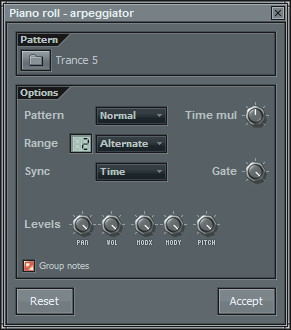 Piano roll - arpeggiator
Pattern
Trance 5
Options
Pattern Normal Time mul
Range 2 Alternate
Sync Time Gate
Levels
PAN VOL MODX MODY PITCH
Group notes
Reset Accept